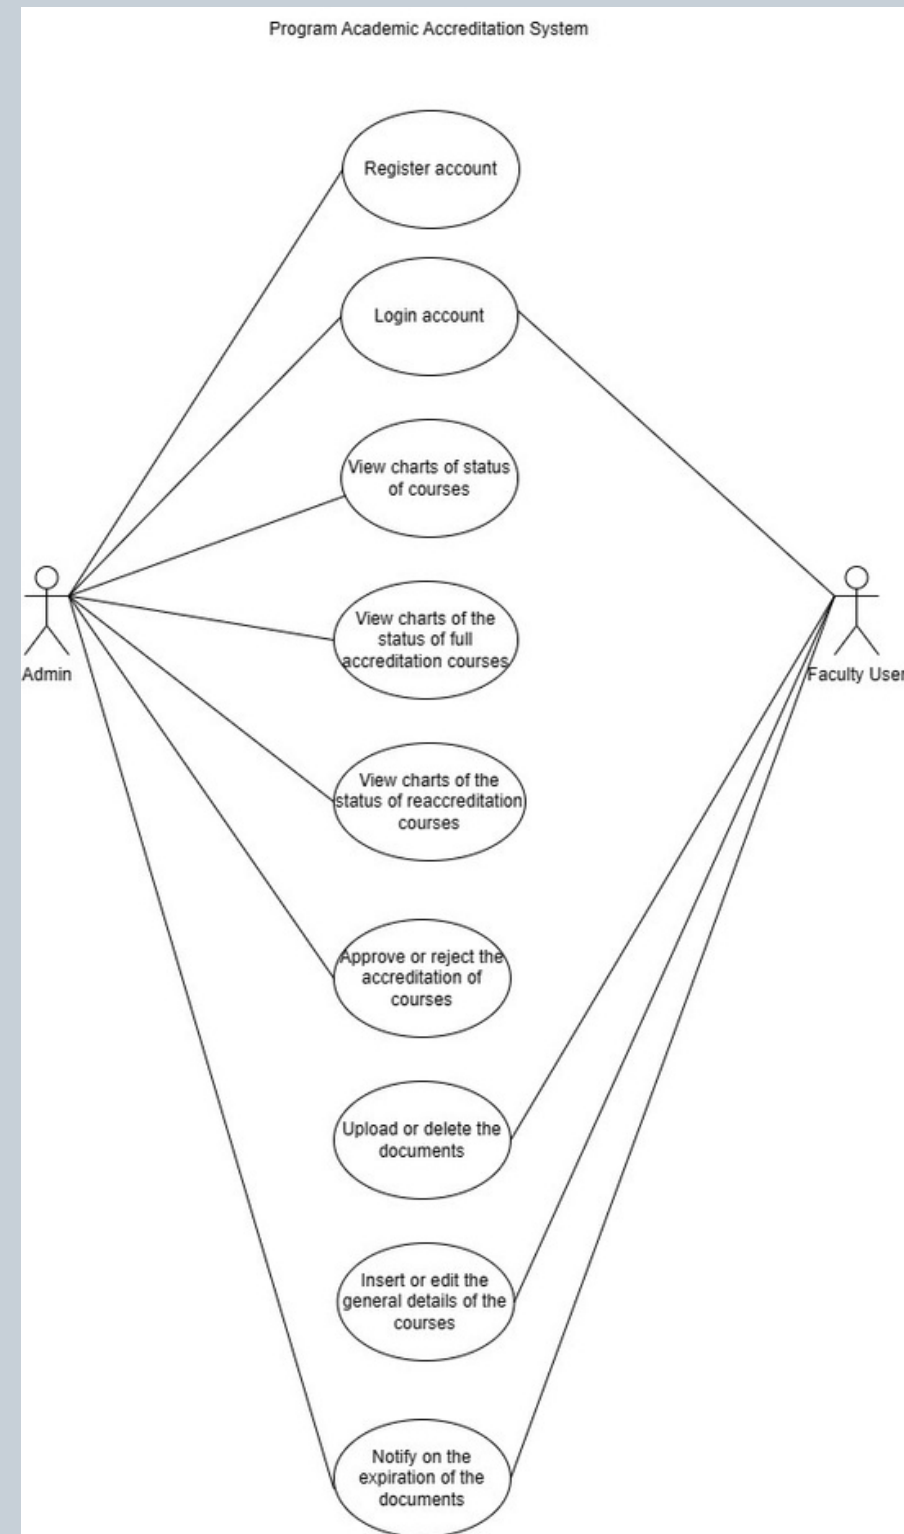 Program Academic Accreditation System
Register account
Login account
View charts of status
of courses
View charts of the
status of full
accreditation courses
Admin
Faculty User
View charts of the
status of reaccreditation
courses
Approve or reject the
accreditation of
courses
Upload or delete the
documents
Insert or edit the
general details of the
courses
Notify on the
expiration of the
documents